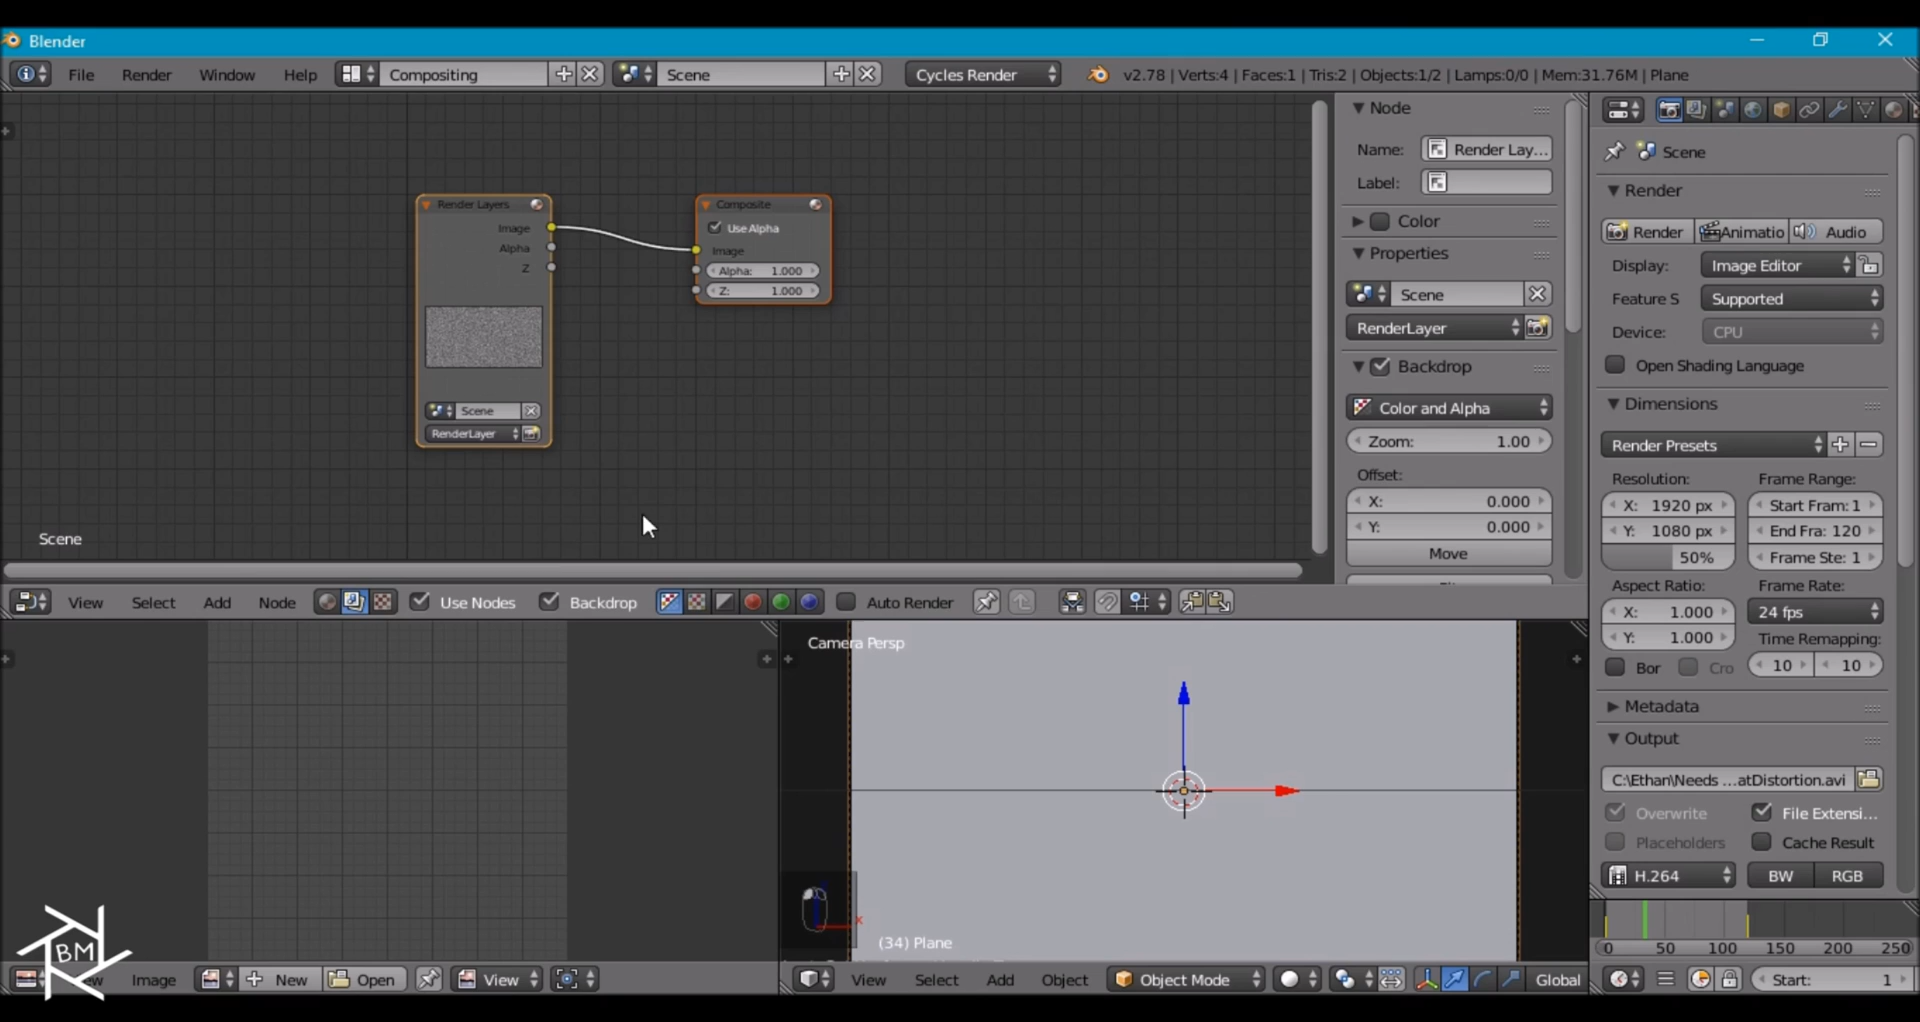 Blender
File Render Window Help Compositing Scene Cycles Render v2.78 | Verts:4 | Faces:1 | Tris:2 | Objects:1/2 | Lamps:0/0 | Mem:31.76M | Plane
Render Layers
Image
Alpha
Z
Scene
RenderLayer
Composite
Use Alpha
Image
Alpha: 1.000
Z: 1.000
Scene
Node
Name: Render Lay...
Label:
Color
Properties
Scene
RenderLayer
Backdrop
Color and Alpha
Zoom: 1.00
Offset:
X: 0.000
Y: 0.000
Move
Scene
Render
Render Animatio Audio
Display: Image Editor
Feature S Supported
Device: CPU
Open Shading Language
Dimensions
Render Presets
Resolution: Frame Range:
X: 1920 px Start Fram: 1
Y: 1080 px End Fra: 120
50% Frame Ste: 1
Aspect Ratio: Frame Rate:
X: 1.000 24 fps
Y: 1.000 Time Remapping:
Bor Cro 10 10
Metadata
Output
C:\Ethan\Needs ...atDistortion.avi
Overwrite File Extensi...
Placeholders Cache Result
H.264 BW RGB
View Select Add Node Use Nodes Backdrop Auto Render
Camera Persp
(34) Plane
x
BM
Image New Open View
View Select Add Object Object Mode Global
0 50 100 150 200 250
Start: 1